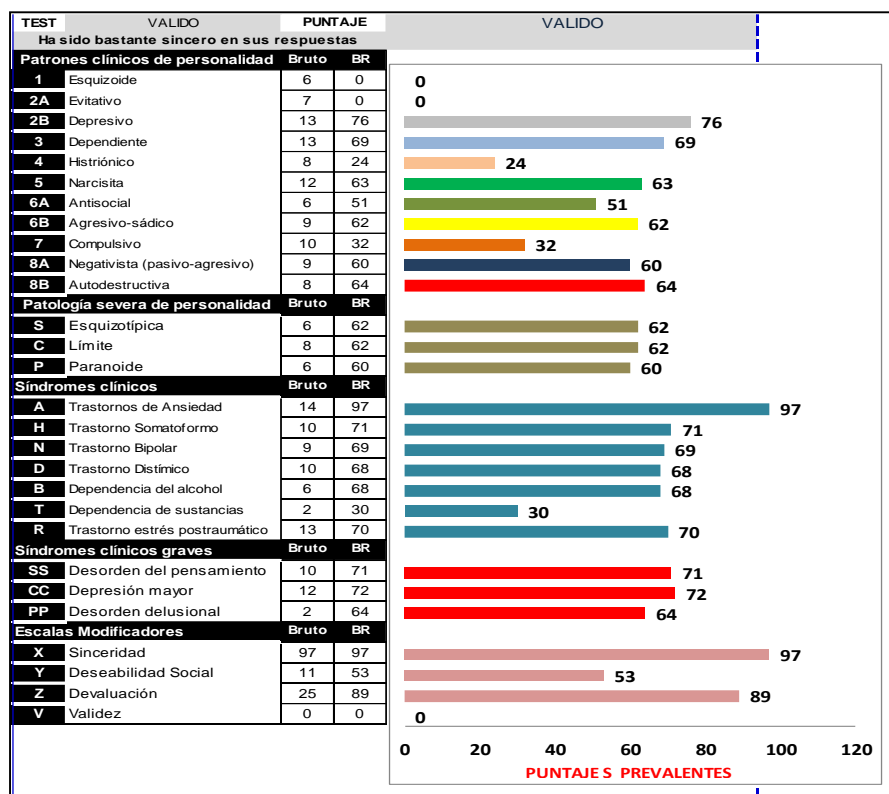 TEST VALIDO PUNTAJE VALIDO
Ha sido bastante sincero en sus respuestas
Patrones clínicos de personalidad Bruto BR
1 Esquizoide 6 0 0
2A Evitativo 7 0 0
2B Depresivo 13 76 76
3 Dependiente 13 69 69
4 Histriónico 8 24 24
5 Narcisita 12 63 63
6A Antisocial 6 51 51
6B Agresivo-sádico 9 62 62
7 Compulsivo 10 32 32
8A Negativista (pasivo-agresivo) 9 60 60
8B Autodestructiva 8 64 64
Patología severa de personalidad Bruto BR
S Esquizotípica 6 62 62
C Límite 8 62 62
P Paranoide 6 60 60
Síndromes clínicos Bruto BR
A Trastornos de Ansiedad 14 97 97
H Trastorno Somatoformo 10 71 71
N Trastorno Bipolar 9 69 69
D Trastorno Distímico 10 68 68
B Dependencia del alcohol 6 68 68
T Dependencia de sustancias 2 30 30
R Trastorno estrés postraumático 13 70 70
Síndromes clínicos graves Bruto BR
SS Desorden del pensamiento 10 71 71
CC Depresión mayor 12 72 72
PP Desorden delusional 2 64 64
Escalas Modificadores Bruto BR
X Sinceridad 97 97 97
Y Deseabilidad Social 11 53 53
Z Devaluación 25 89 89
V Validez 0 0 0
0 20 40 60 80 100 120
PUNTAJE S PREVALENTES